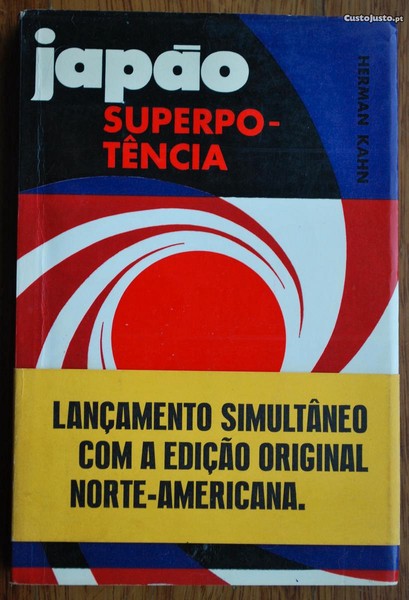 CustoJusto.pt
japão
SUPERPO-
TÊNCIA
HERMAN KAHN
LANÇAMENTO SIMULTÂNEO
COM A EDIÇÃO ORIGINAL
NORTE-AMERICANA.